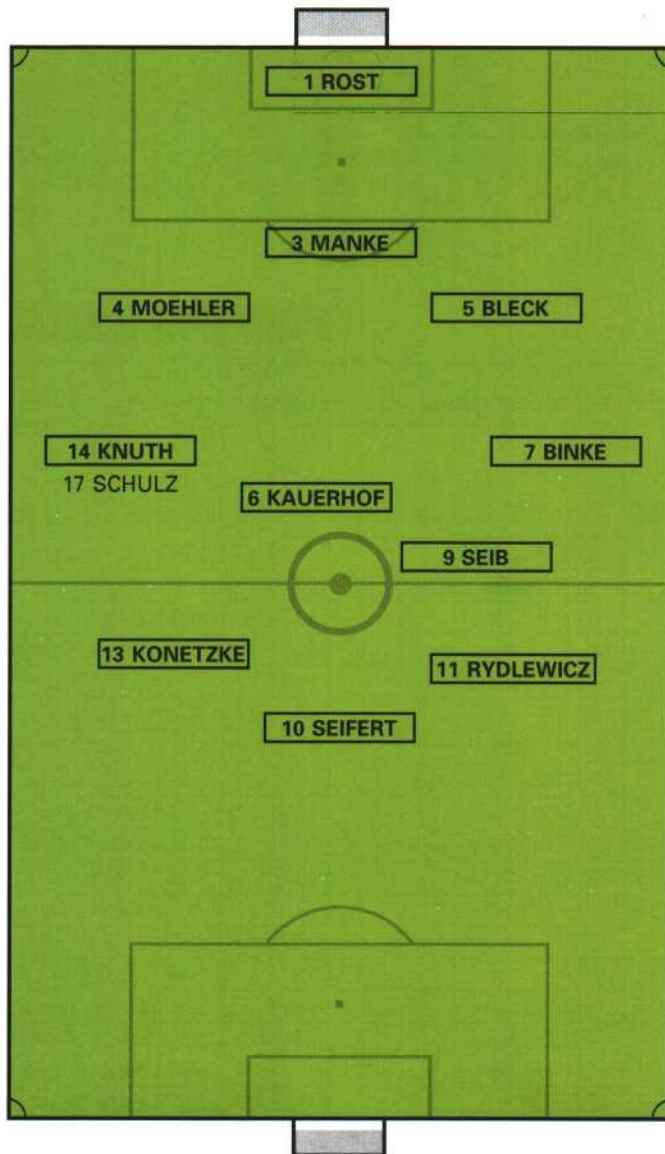 1 ROST
3 MANKE
4 MOEHLER
5 BLECK
14 KNUTH
17 SCHULZ
7 BINKE
6 KAUERHOF
9 SEIB
13 KONETZKE
11 RYDLEWICZ
10 SEIFERT